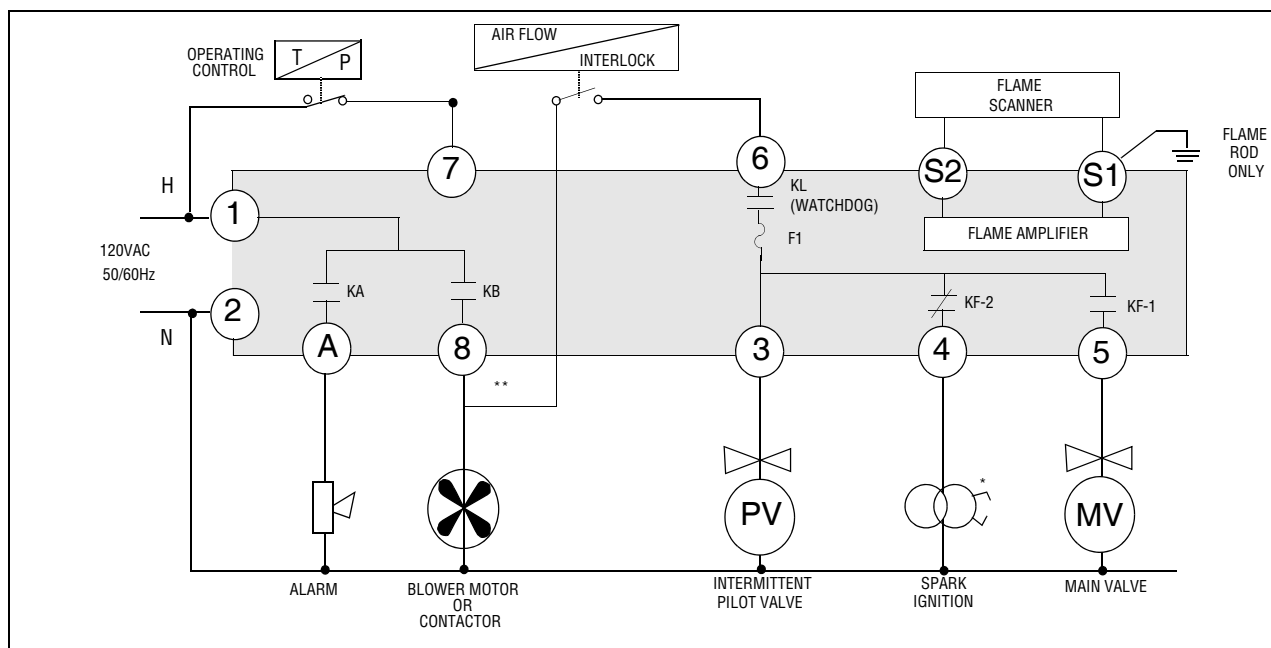 AIR FLOW
INTERLOCK
OPERATING
CONTROL
T
P
FLAME
SCANNER
FLAME
ROD
ONLY
7
6
S2
S1
H
1
KL
(WATCHDOG)
F1
FLAME AMPLIFIER
120VAC
50/60Hz
2
N
KA
KB
KF-2
KF-1
A
8
3
4
5
**
*
PV
MV
ALARM
BLOWER MOTOR
OR
CONTACTOR
INTERMITTENT
PILOT VALVE
SPARK
IGNITION
MAIN VALVE